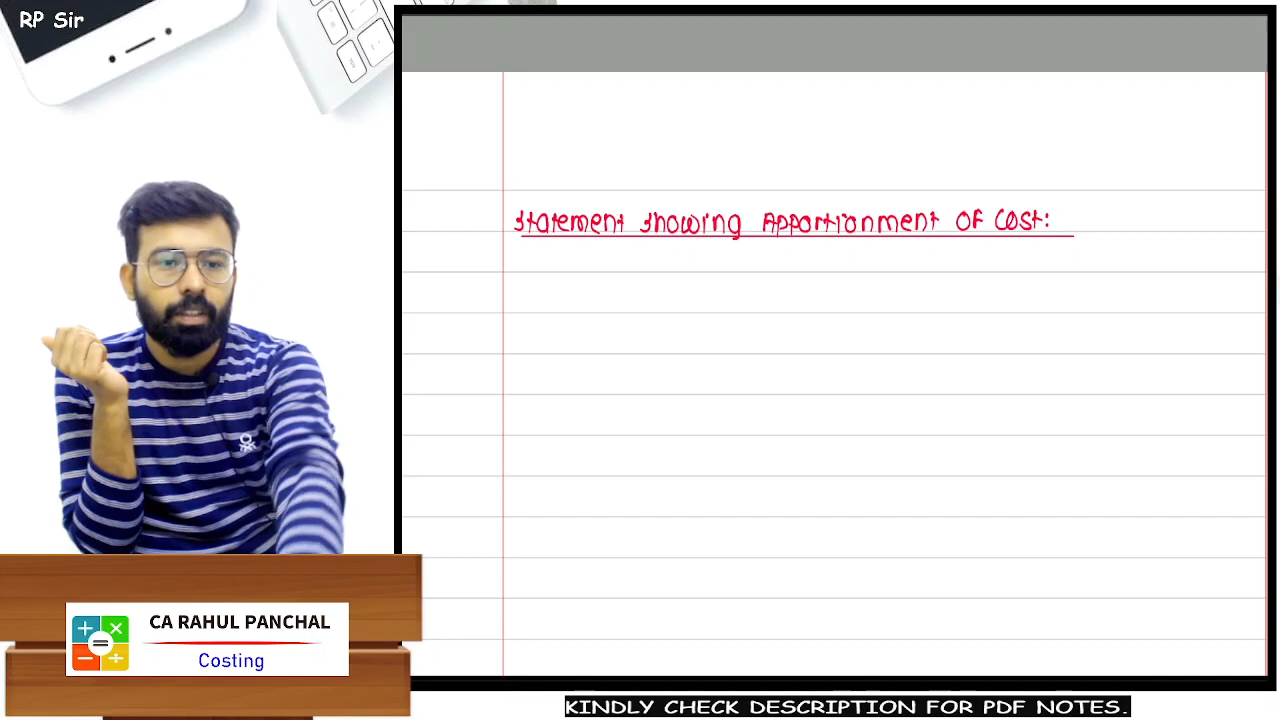 RP Sir
Statement showing Apportionment OF Cost:
CA RAHUL PANCHAL
Costing
KINDLY CHECK DESCRIPTION FOR PDF NOTES.